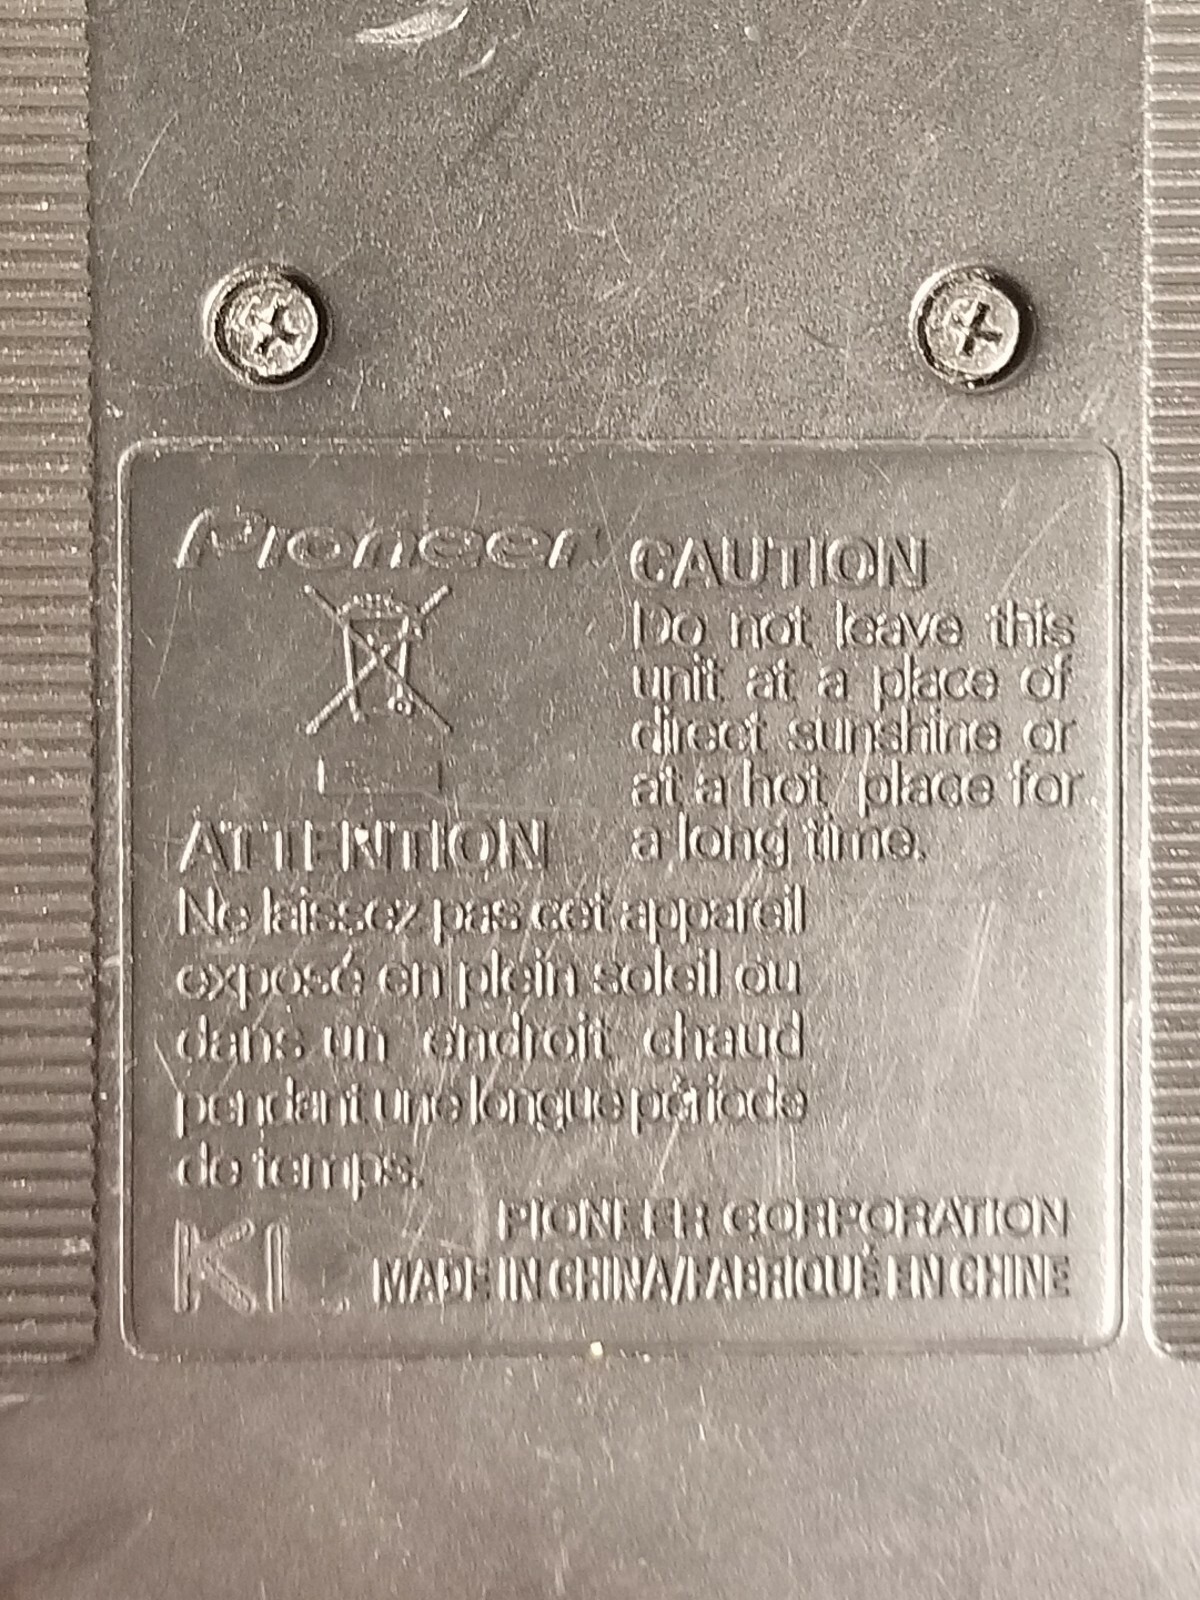 Pioneer
CAUTION
Do not leave this
unit at a place of
direct sunshine or
at a hot place for
a long time.
ATTENTION
Ne laissez pas cet appareil
exposé en plein soleil ou
dans un endroit chaud
pendant une longue période
de temps.
KL
PIONEER CORPORATION
MADE IN CHINA/FABRIQUÉ EN CHINE